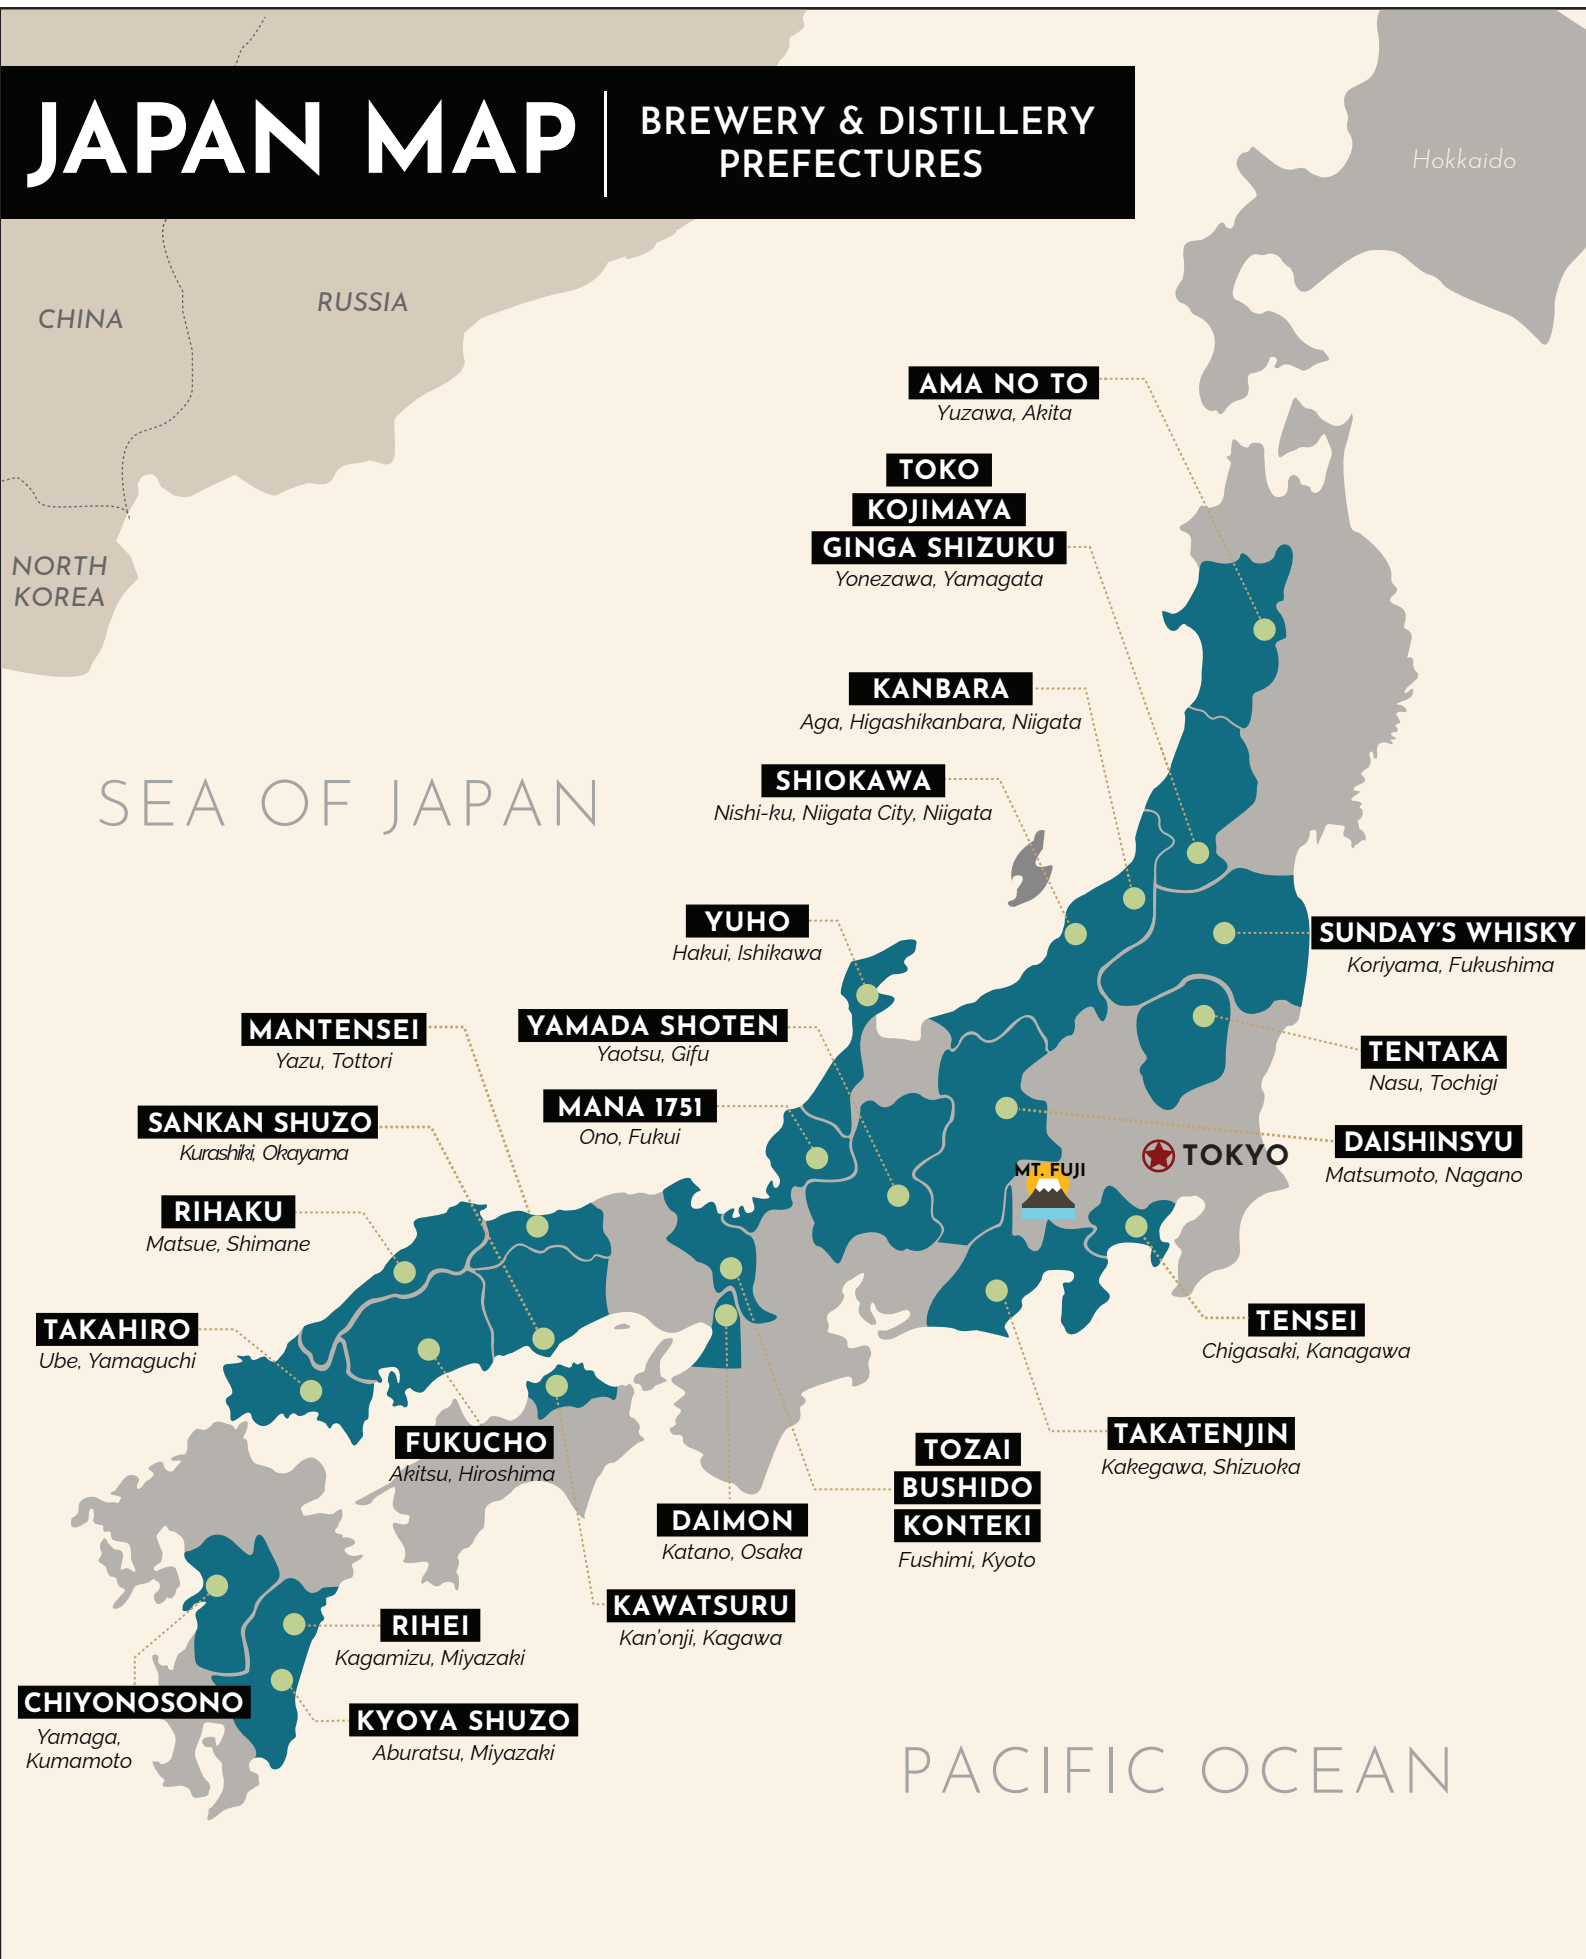 JAPAN MAP
BREWERY & DISTILLERY
PREFECTURES
Hokkaido
CHINA
RUSSIA
NORTH
KOREA
AMA NO TO
Yuzawa, Akita
TOKO
KOJIMAYA
GINGA SHIZUKU
Yonezawa, Yamagata
KANBARA
Aga, Higashikanbara, Niigata
SEA OF JAPAN
SHIOKAWA
Nishi-ku, Niigata City, Niigata
YUHO
Hakui, Ishikawa
SUNDAY'S WHISKY
Koriyama, Fukushima
MANTENSEI
Yazu, Tottori
YAMADA SHOTEN
Yaotsu, Gifu
TENTAKA
Nasu, Tochigi
SANKAN SHUZO
Kurashiki, Okayama
MANA 1751
Ono, Fukui
DAISHINSYU
Matsumoto, Nagano
TOKYO
MT. FUJI
RIHAKU
Matsue, Shimane
TAKAHIRO
Ube, Yamaguchi
TENSEI
Chigasaki, Kanagawa
FUKUCHO
Akitsu, Hiroshima
TAKATENJIN
Kakegawa, Shizuoka
TOZAI
BUSHIDO
KONTEKI
Fushimi, Kyoto
DAIMON
Katano, Osaka
KAWATSURU
Kan'onji, Kagawa
RIHEI
Kagamizu, Miyazaki
CHIYONOSONO
Yamaga,
Kumamoto
KYOYA SHUZO
Aburatsu, Miyazaki
PACIFIC OCEAN